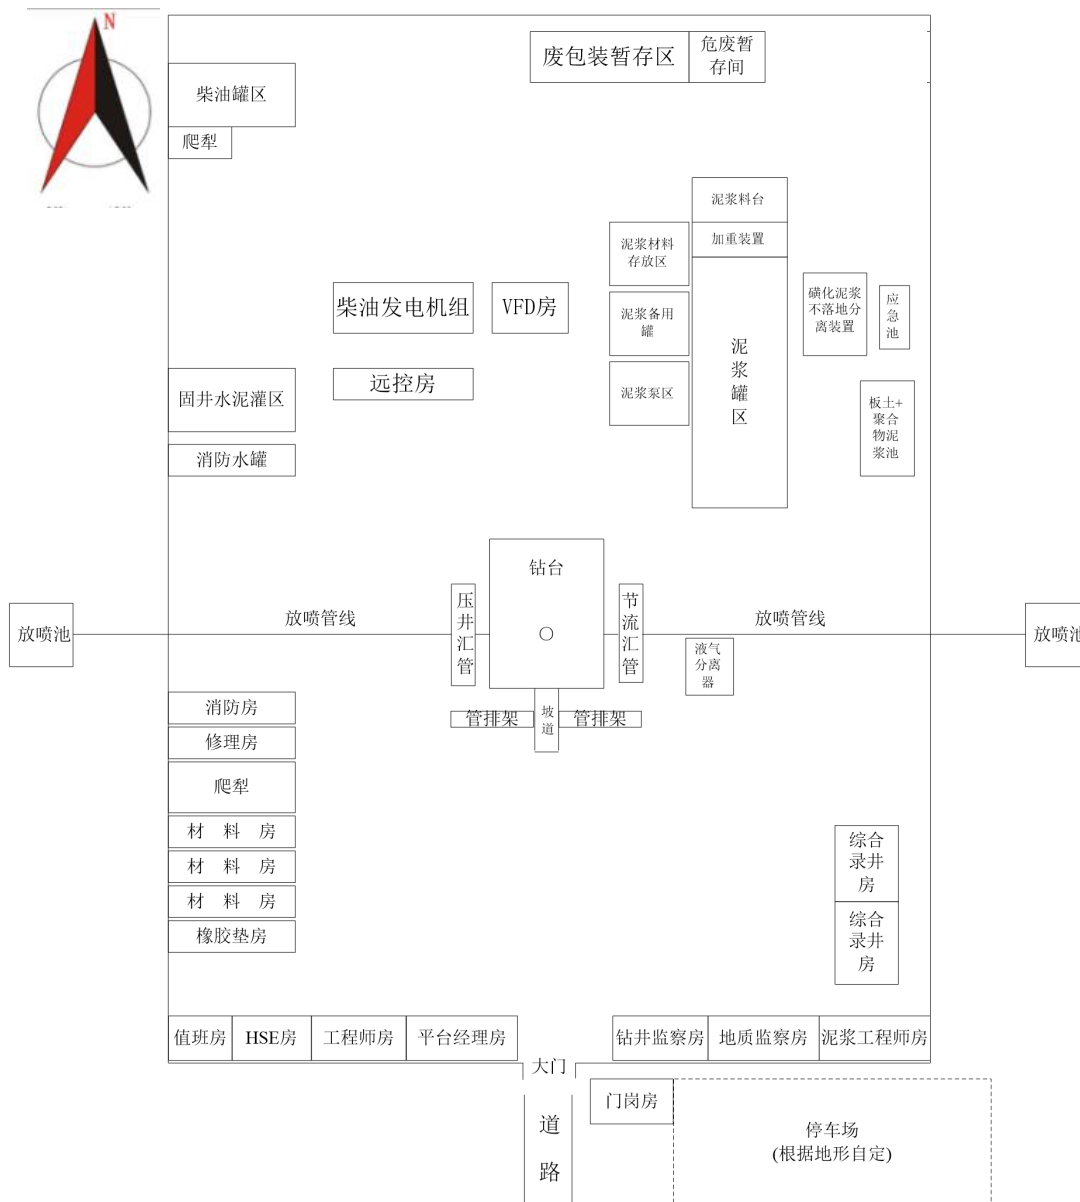 N
废包装暂存区
危废暂
存间
柴油罐区
爬犁
泥浆料台
加重装置
泥浆材料
存放区
柴油发电机组
VFD房
泥浆备用
罐
磺化泥浆
不落地分
离装置
应
急
池
泥
浆
罐
区
远控房
泥浆泵区
固井水泥灌区
板土+
聚合
物泥
浆池
消防水罐
钻台
压
井
汇
管
节
流
汇
管
放喷管线
放喷管线
放喷池
放喷池
液气
分离
器
消防房
管排架
坡
道
管排架
修理房
爬犁
材 料 房
材 料 房
材 料 房
橡胶垫房
综合
录井
房
综合
录井
房
值班房
HSE房
工程师房
平台经理房
钻井监察房
地质监察房
泥浆工程师房
大门
门岗房
道
路
停车场
(根据地形自定)